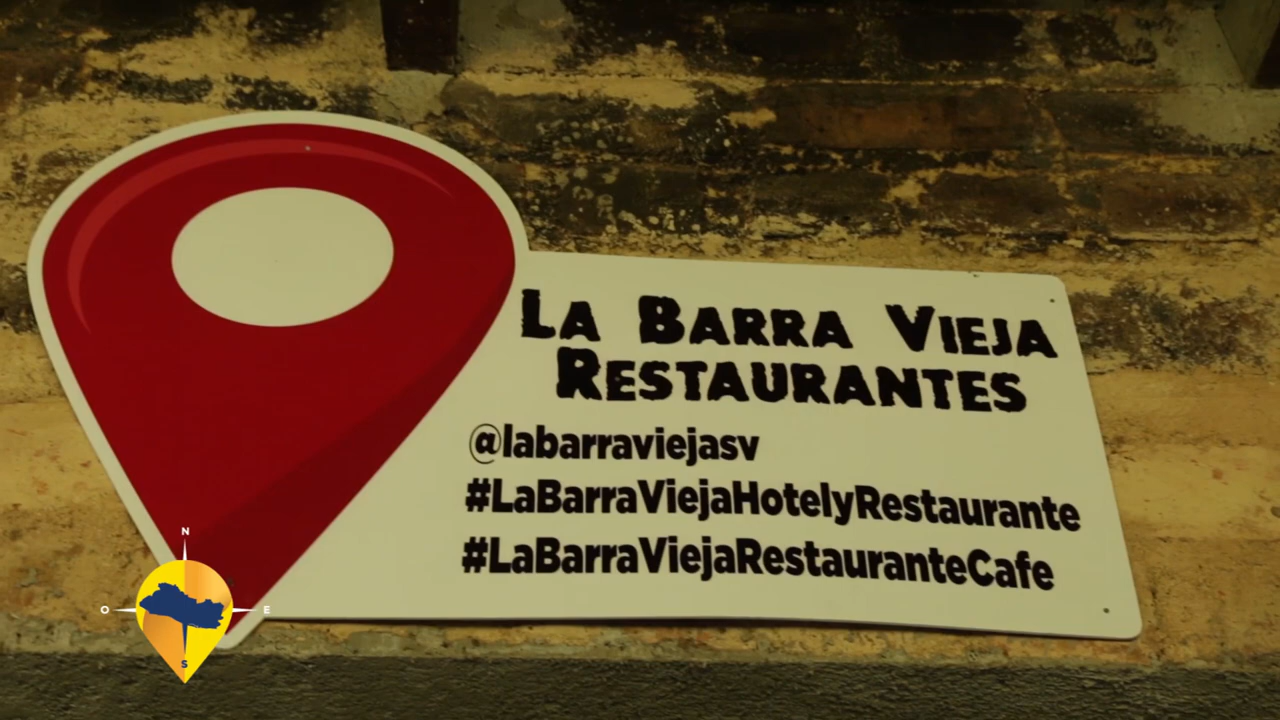 La Barra Vieja
Restaurantes
@labarraviejasv
#LaBarraViejaHotelyRestaurante
#LaBarraViejaRestauranteCafe
N
O E
S